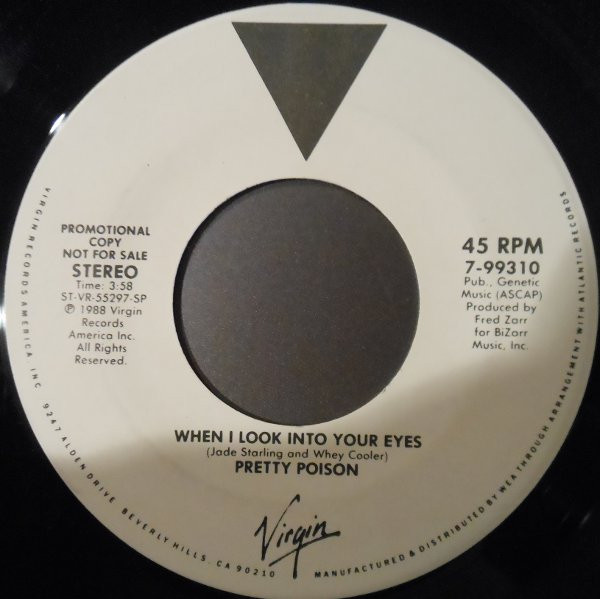 PROMOTIONAL
COPY
NOT FOR SALE
STEREO
Time: 3:58
ST-VR-55297-SP
℗ 1988 Virgin
Records
America Inc.
All Rights
Reserved.
45 RPM
7-99310
Pub., Genetic
Music (ASCAP)
Produced by
Fred Zarr
for BiZarr
Music, Inc.
WHEN I LOOK INTO YOUR EYES
(Jade Starling and Whey Cooler)
PRETTY POISON
Virgin
VIRGIN RECORDS AMERICA INC. 9247 ALDEN DRIVE, BEVERLY HILLS, CA 90210 MANUFACTURED & DISTRIBUTED BY WEA THROUGH ARRANGEMENT WITH ATLANTIC RECORDS